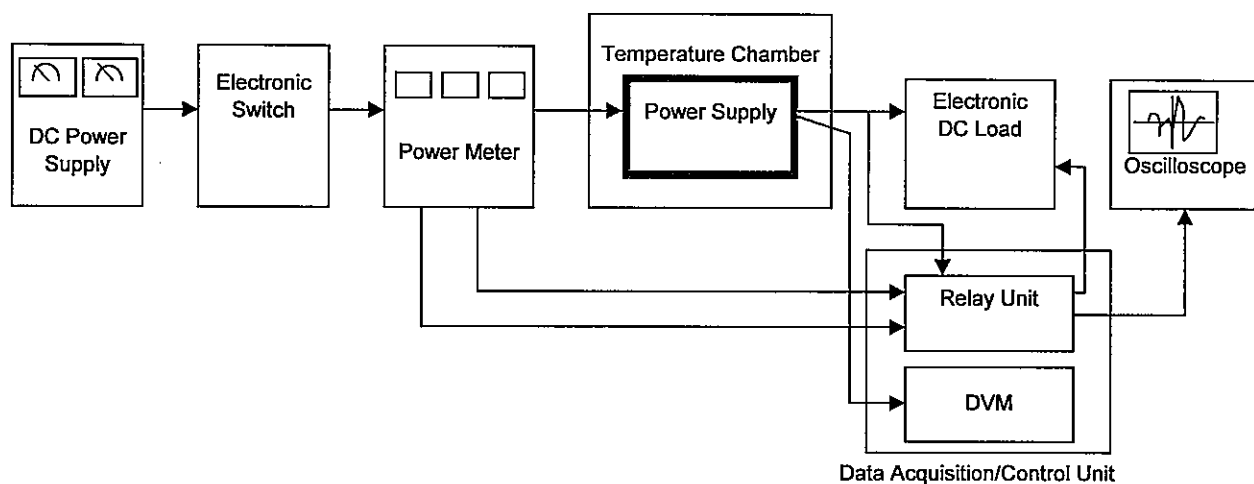 DC Power
Supply
Electronic
Switch
Power Meter
Temperature Chamber
Power Supply
Electronic
DC Load
Oscilloscope
Relay Unit
DVM
Data Acquisition/Control Unit